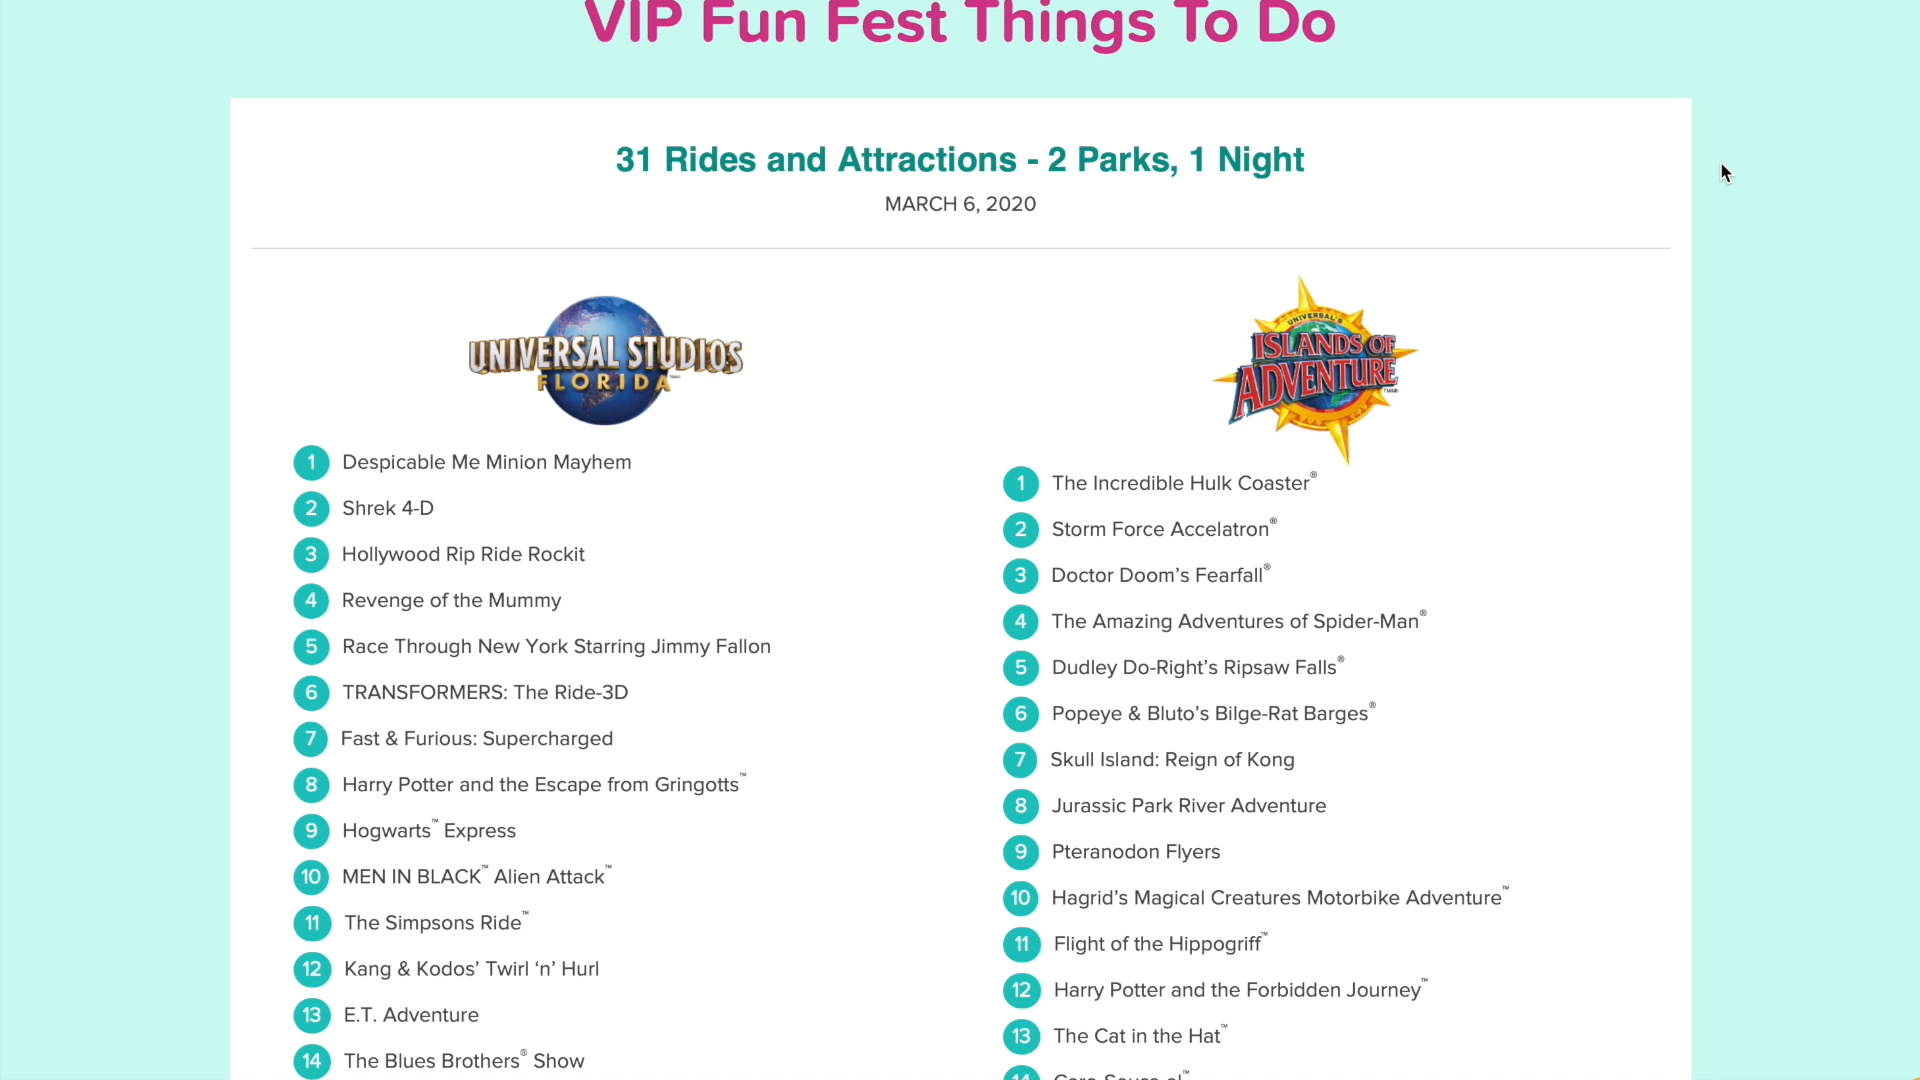 VIP Fun Fest Things To Do
31 Rides and Attractions - 2 Parks, 1 Night
MARCH 6, 2020
UNIVERSAL STUDIOS
FLORIDA
1 Despicable Me Minion Mayhem
2 Shrek 4-D
3 Hollywood Rip Ride Rockit
4 Revenge of the Mummy
5 Race Through New York Starring Jimmy Fallon
6 TRANSFORMERS: The Ride-3D
7 Fast & Furious: Supercharged
8 Harry Potter and the Escape from Gringotts™
9 Hogwarts™ Express
10 MEN IN BLACK™ Alien Attack™
11 The Simpsons Ride™
12 Kang & Kodos’ Twirl ‘n’ Hurl
13 E.T. Adventure
14 The Blues Brothers® Show
UNIVERSAL'S
ISLANDS OF
ADVENTURE
1 The Incredible Hulk Coaster®
2 Storm Force Accelatron®
3 Doctor Doom’s Fearfall®
4 The Amazing Adventures of Spider-Man®
5 Dudley Do-Right’s Ripsaw Falls®
6 Popeye & Bluto’s Bilge-Rat Barges®
7 Skull Island: Reign of Kong
8 Jurassic Park River Adventure
9 Pteranodon Flyers
10 Hagrid’s Magical Creatures Motorbike Adventure™
11 Flight of the Hippogriff™
12 Harry Potter and the Forbidden Journey™
13 The Cat in the Hat™